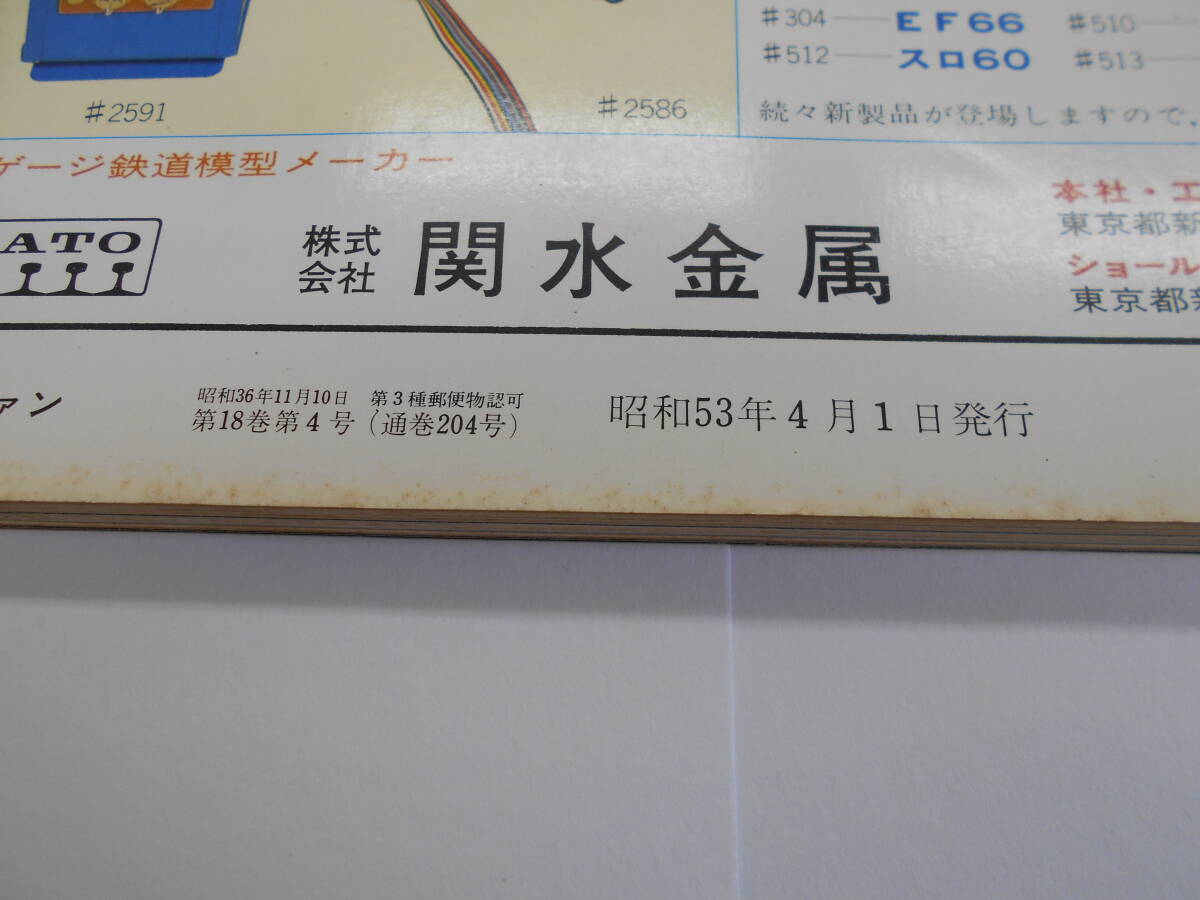 #304 — EF66 #510 —
#512 — スロ60 #513 —
#2591
#2586
続々新製品が登場しますので,
ゲージ鉄道模型メーカー
ATO
株式会社 関水金属
本社・工
東京都新
ショール
東京都新
ァン
昭和36年11月10日 第3種郵便物認可
第18巻第4号(通巻204号)
昭和53年4月1日発行